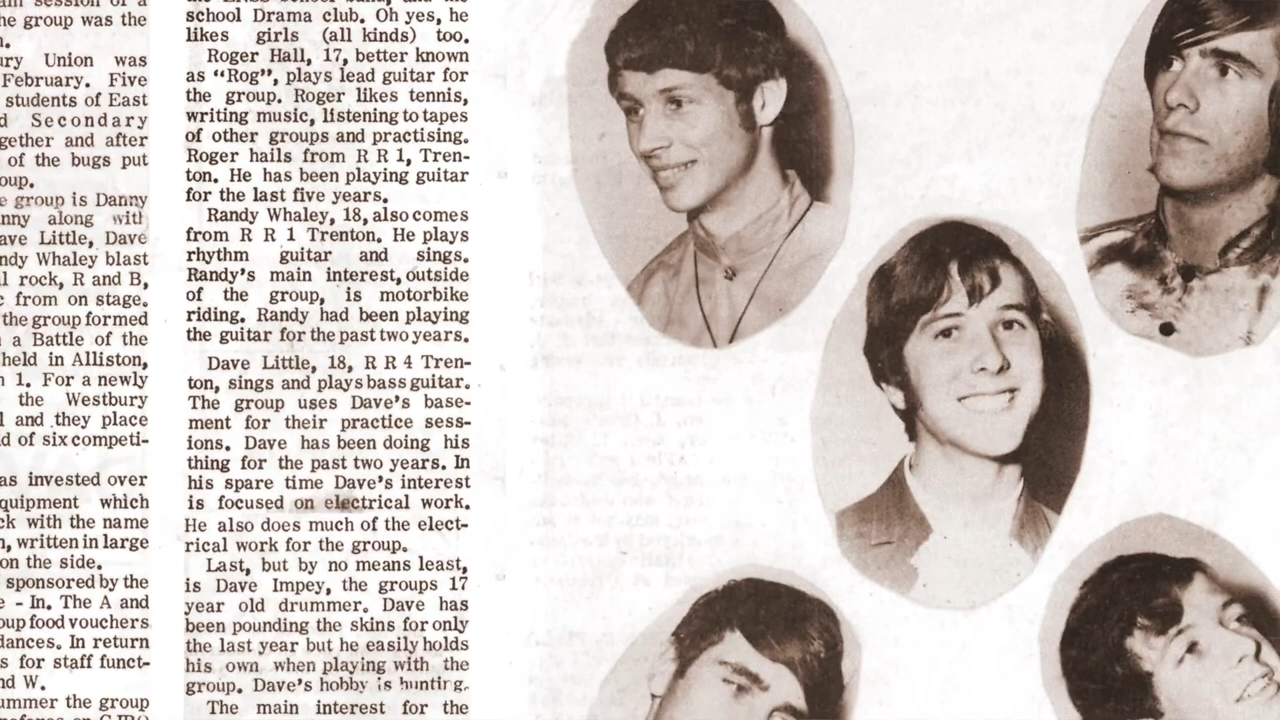 he group was the
ury Union was
February. Five
students of East
d Secondary
gether and after
of the bugs put
oup.
e group is Danny
nny along with
ave Little, Dave
ndy Whaley blast
l rock, R and B,
c from on stage.
the group formed
a Battle of the
held in Alliston,
1. For a newly
the Westbury
l and they place
d of six competi-
as invested over
quipment which
ck with the name
n, written in large
on the side.
sponsored by the
e - In. The A and
oup food vouchers
dances. In return
s for staff funct-
nd W.
ummer the group
school Drama club. Oh yes, he
likes girls (all kinds) too.
Roger Hall, 17, better known
as "Rog", plays lead guitar for
the group. Roger likes tennis,
writing music, listening to tapes
of other groups and practising.
Roger hails from R R 1, Tren-
ton. He has been playing guitar
for the last five years.
Randy Whaley, 18, also comes
from R R 1 Trenton. He plays
rhythm guitar and sings.
Randy's main interest, outside
of the group, is motorbike
riding. Randy had been playing
the guitar for the past two years.
Dave Little, 18, R R 4 Tren-
ton, sings and plays bass guitar.
The group uses Dave's base-
ment for their practice sess-
ions. Dave has been doing his
thing for the past two years. In
his spare time Dave's interest
is focused on electrical work.
He also does much of the elect-
rical work for the group.
Last, but by no means least,
is Dave Impey, the groups 17
year old drummer. Dave has
been pounding the skins for only
the last year but he easily holds
his own when playing with the
group. Dave's hobby is hunting.
The main interest for the